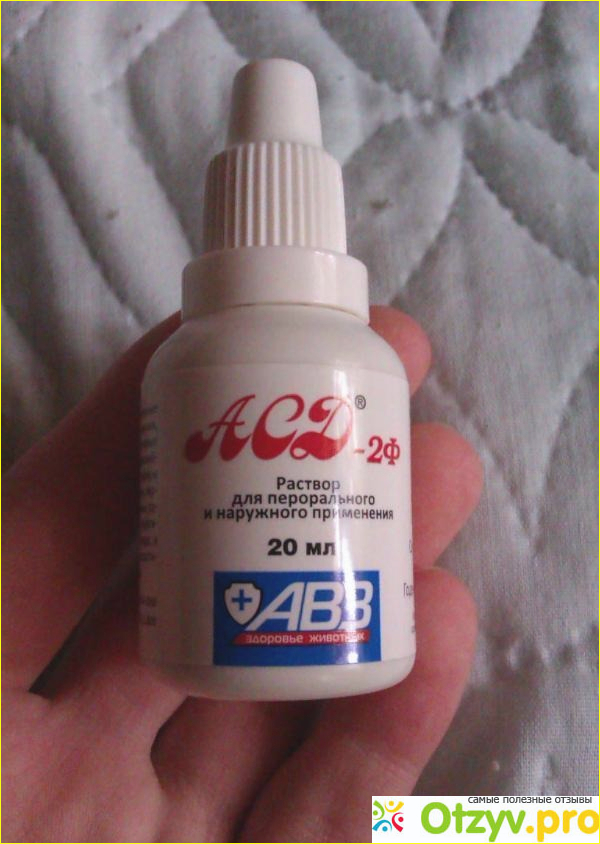 АСД®-2Ф
Раствор
для перорального
и наружного применения
20 мл
АВЗ
здоровье животных
самые полезные отзывы
Otzyv.pro